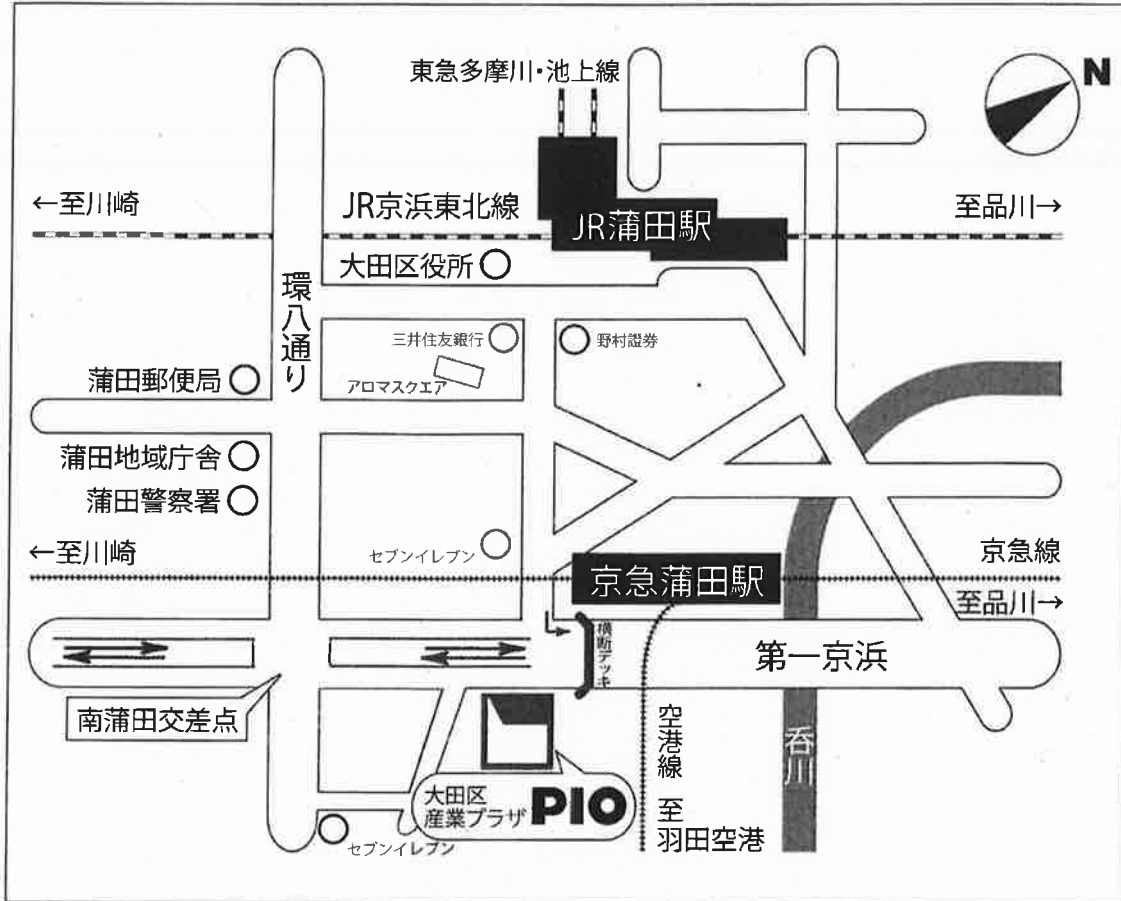 東急多摩川・池上線
N
←至川崎
JR京浜東北線
JR蒲田駅
至品川→
大田区役所
環八通り
三井住友銀行
野村證券
アロマスクエア
蒲田郵便局
蒲田地域庁舎
蒲田警察署
セブンイレブン
←至川崎
京急蒲田駅
京急線
至品川→
横断デッキ
第一京浜
南蒲田交差点
空港線 至
羽田空港
呑川
大田区
産業プラザ PIO
セブンイレブン